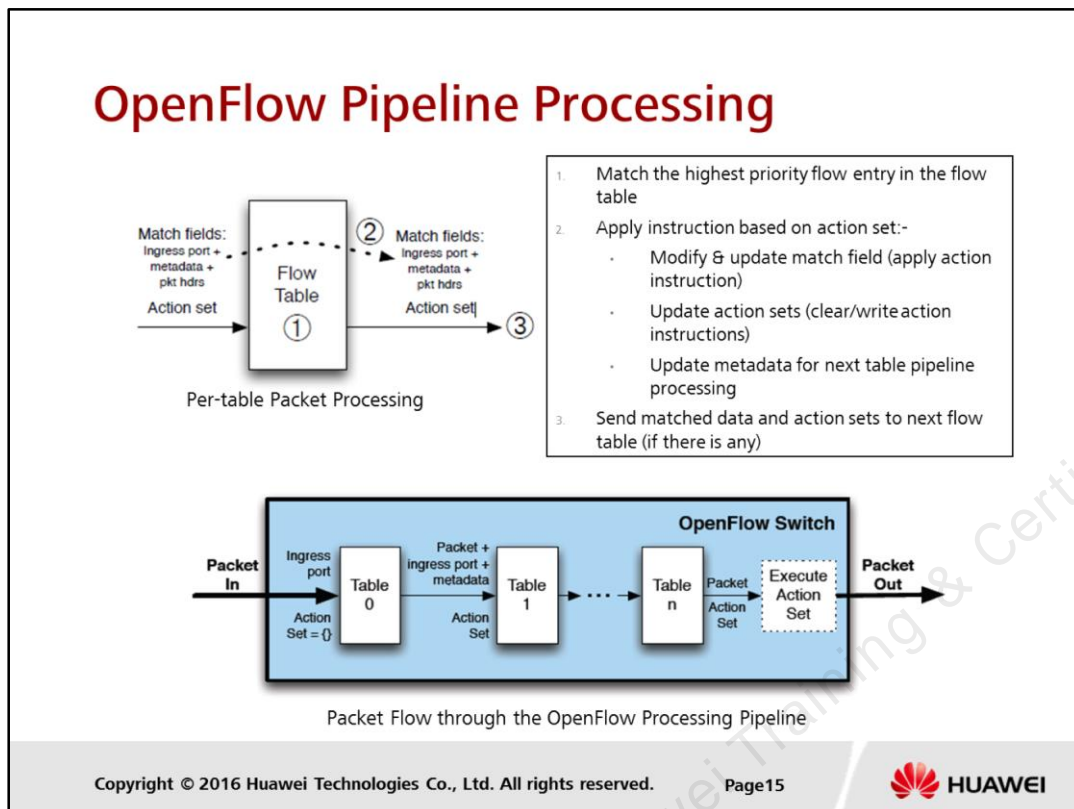 OpenFlow Pipeline Processing
Match fields:
Ingress port +
metadata +
pkt hdrs
Action set
Flow
Table
①
②
Match fields:
Ingress port +
metadata +
pkt hdrs
Action set
③
Per-table Packet Processing
1. Match the highest priority flow entry in the flow
table
2. Apply instruction based on action set:-
• Modify & update match field (apply action
instruction)
• Update action sets (clear/write action
instructions)
• Update metadata for next table pipeline
processing
3. Send matched data and action sets to next flow
table (if there is any)
OpenFlow Switch
Packet
In
Ingress
port
Action
Set = {}
Table
0
Packet +
ingress port +
metadata
Action
Set
Table
1
Table
n
Packet
Action
Set
Execute
Action
Set
Packet
Out
Packet Flow through the OpenFlow Processing Pipeline
Copyright © 2016 Huawei Technologies Co., Ltd. All rights reserved.
Page15
HUAWEI
Training &